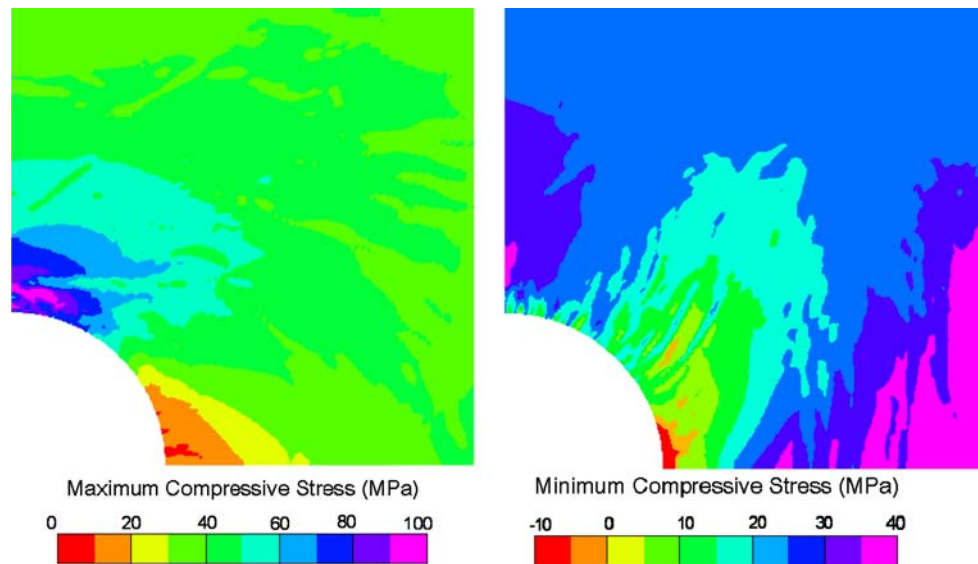 Maximum Compressive Stress (MPa)
0 20 40 60 80 100
Minimum Compressive Stress (MPa)
-10 0 10 20 30 40